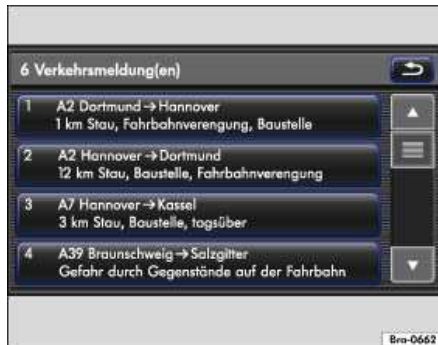 6 Verkehrsmeldung(en)
1 A2 Dortmund→Hannover
1 km Stau, Fahrbahnverengung, Baustelle
2 A2 Hannover→Dortmund
12 km Stau, Baustelle, Fahrbahnverengung
3 A7 Hannover→Kassel
3 km Stau, Baustelle, tagsüber
4 A39 Braunschweig→Salzgitter
Gefahr durch Gegenstände auf der Fahrbahn
Bra-0662